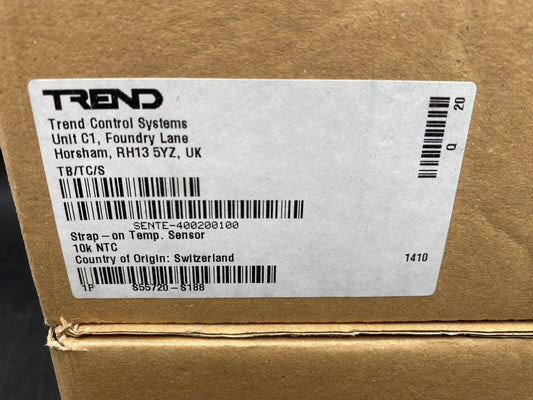 TREND
Trend Control Systems
Unit C1, Foundry Lane
Horsham, RH13 5YZ, UK
TB/TC/S
SENTE-400200100
Strap-on Temp. Sensor
10k NTC
Country of Origin: Switzerland
1P S55720-S188
Q 20
1410